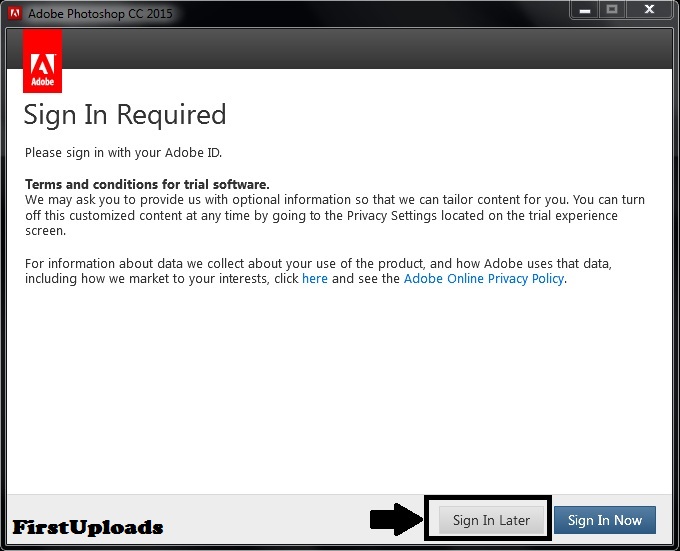 Adobe Photoshop CC 2015
Adobe
Sign In Required
Please sign in with your Adobe ID.
Terms and conditions for trial software.
We may ask you to provide us with optional information so that we can tailor content for you. You can turn
off this customized content at any time by going to the Privacy Settings located on the trial experience
screen.
For information about data we collect about your use of the product, and how Adobe uses that data,
including how we market to your interests, click here and see the Adobe Online Privacy Policy.
FirstUploads
Sign In Later
Sign In Now